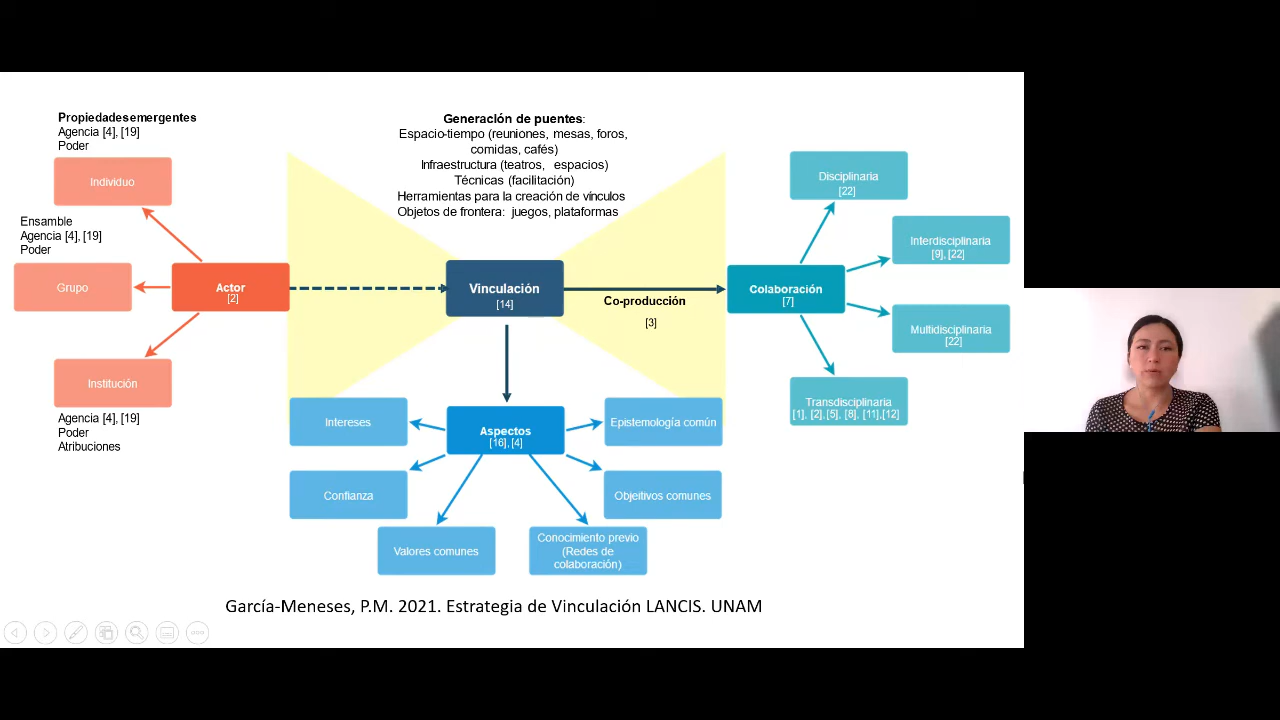 Propiedadesemergentes
Agencia [4], [19]
Poder
Individuo
Ensamble
Agencia [4], [19]
Poder
Grupo
Actor
[2]
Institución
Agencia [4], [19]
Poder
Atribuciones
Generación de puentes:
Espacio-tiempo (reuniones, mesas, foros,
comidas, cafés)
Infraestructura (teatros, espacios)
Técnicas (facilitación)
Herramientas para la creación de vínculos
Objetos de frontera: juegos, plataformas
Vinculación
[14]
Co-producción
[3]
Colaboración
[7]
Disciplinaria
[22]
Interdisciplinaria
[9], [22]
Multidisciplinaria
[22]
Transdisciplinaria
[1], [2], [5], [8], [11],[12]
Aspectos
[16], [4]
Intereses
Confianza
Valores comunes
Conocimiento previo
(Redes de
colaboración)
Objeitivos comunes
Epistemología común
García-Meneses, P.M. 2021. Estrategia de Vinculación LANCIS. UNAM